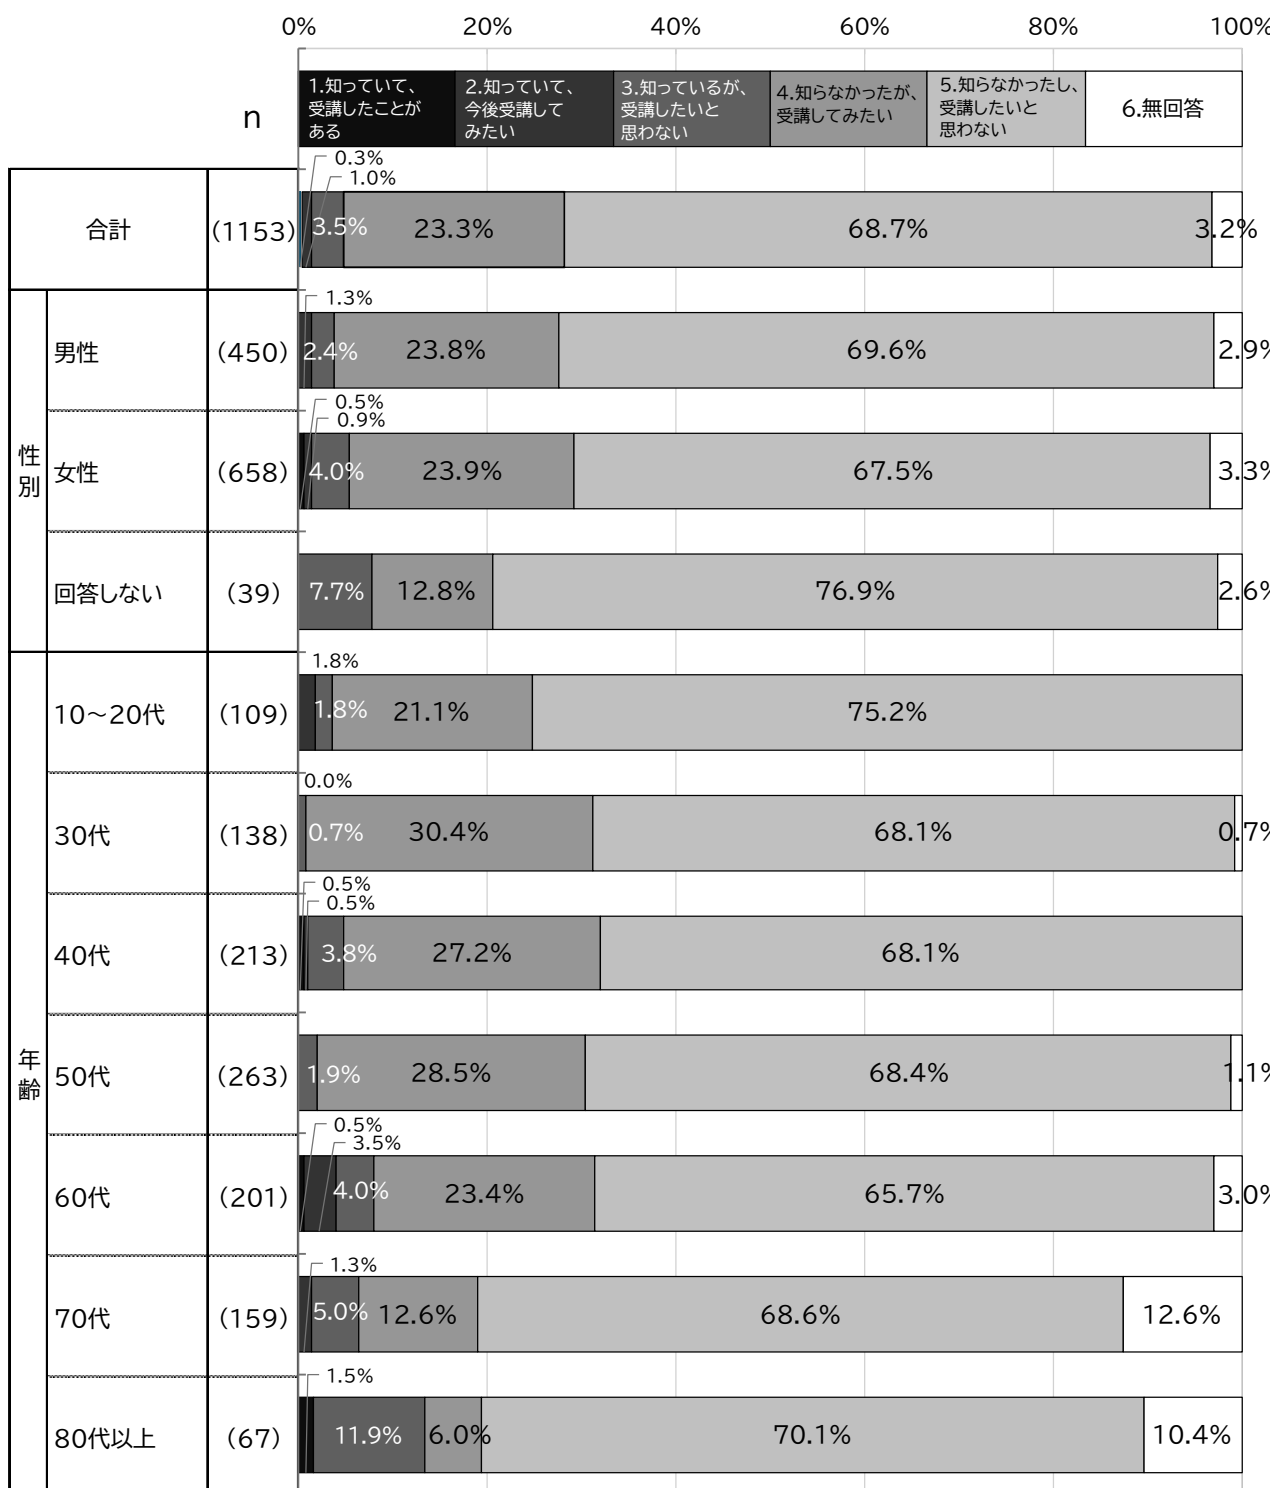 0% 20% 40% 60% 80% 100%
n
1.知っていて、
受講したことが
ある
2.知っていて、
今後受講して
みたい
3.知っているが、
受講したいと
思わない
4.知らなかったが、
受講してみたい
5.知らなかったし、
受講したいと
思わない
6.無回答
0.3%
1.0%
合計 (1153) 3.5% 23.3% 68.7% 3.2%
性別
1.3%
男性 (450) 2.4% 23.8% 69.6% 2.9%
0.5%
0.9%
女性 (658) 4.0% 23.9% 67.5% 3.3%
回答しない (39) 7.7% 12.8% 76.9% 2.6%
年齢
1.8%
10～20代 (109) 1.8% 21.1% 75.2%
0.0%
30代 (138) 0.7% 30.4% 68.1% 0.7%
0.5%
0.5%
40代 (213) 3.8% 27.2% 68.1%
50代 (263) 1.9% 28.5% 68.4% 1.1%
0.5%
3.5%
60代 (201) 4.0% 23.4% 65.7% 3.0%
1.3%
70代 (159) 5.0% 12.6% 68.6% 12.6%
1.5%
80代以上 (67) 11.9% 6.0% 70.1% 10.4%